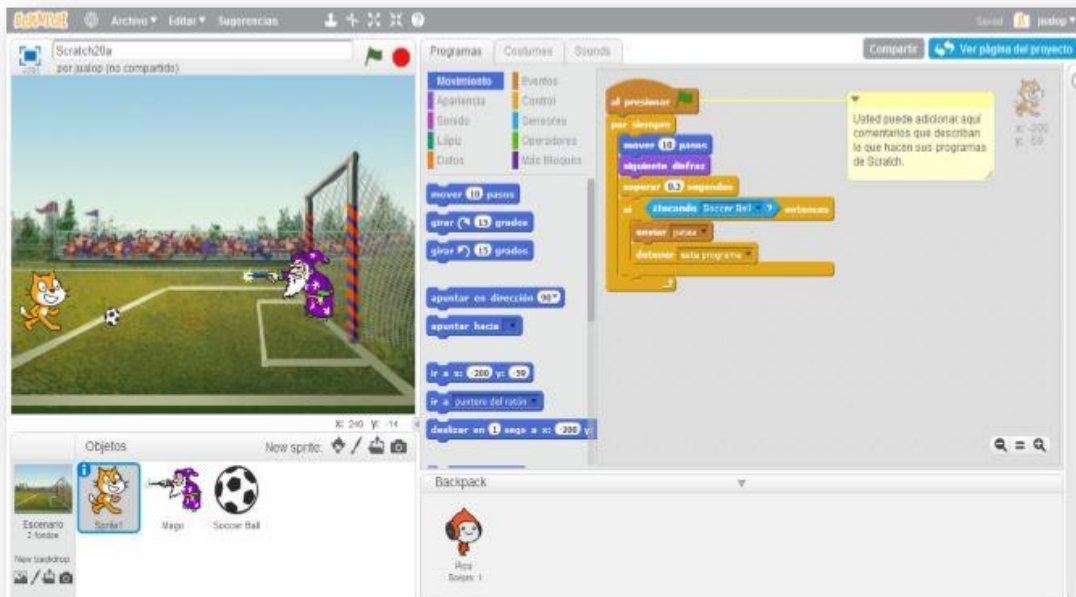 SCRATCH
Archivo Editar Sugerencias
Saved
jualop
Scratch20a
por jualop (no compartido)
Programas Costumes Sounds
Compartir
Ver página del proyecto
Movimiento
Eventos
Apariencia
Control
Sonido
Sensores
Lápiz
Operadores
Datos
Más Bloques
mover 10 pasos
girar 15 grados
girar 15 grados
apuntar en dirección 90
apuntar hacia
ir a x: -200 y: -59
ir a puntero del ratón
deslizar en 1 segs a x: -200 y:
al presionar
por siempre
mover 10 pasos
siguiente disfraz
esperar 0.3 segundos
si ¿tocando Soccer Ball ? entonces
enviar patea
detener este programa
Usted puede adicionar aquí
comentarios que describan
lo que hacen sus programas
de Scratch.
x: -200
y: -59
X: 240 Y: -14
Objetos
New sprite:
Escenario
2 fondos
New backdrop
Sprite1
Mago
Soccer Ball
Backpack
Pico